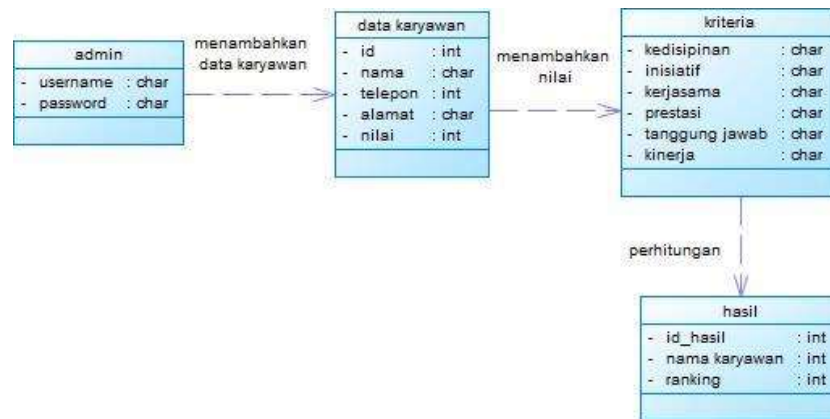 admin
- username : char
- password : char
menambahkan
data karyawan
data karyawan
- id : int
- nama : char
- telepon : int
- alamat : char
- nilai : int
menambahkan
nilai
kriteria
- kedisipinan : char
- inisiatif : char
- kerjasama : char
- prestasi : char
- tanggung jawab : char
- kinerja : char
perhitungan
hasil
- id_hasil : int
- nama karyawan : int
- ranking : int